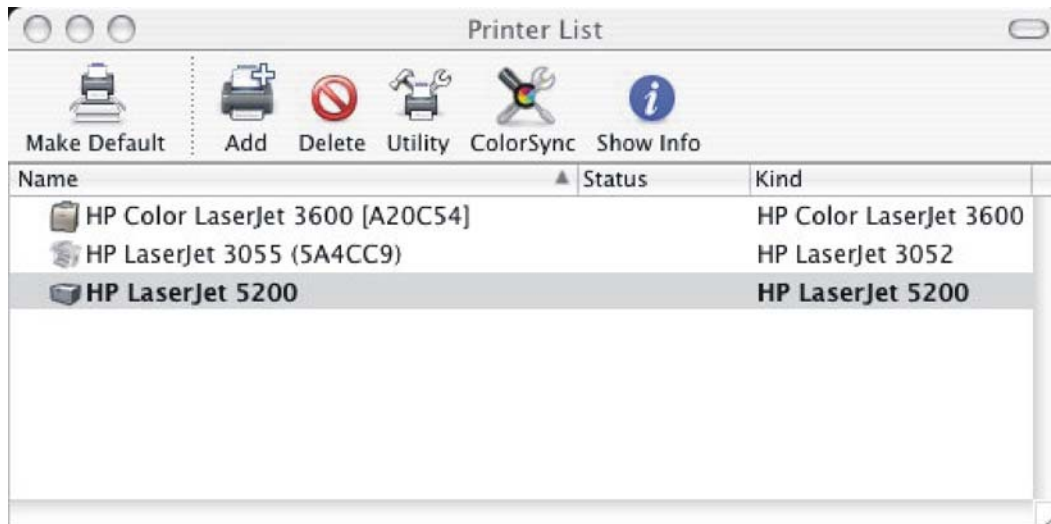 Printer List
Make Default Add Delete Utility ColorSync Show Info
Name Status Kind
HP Color LaserJet 3600 [A20C54] HP Color LaserJet 3600
HP LaserJet 3055 (5A4CC9) HP LaserJet 3052
HP LaserJet 5200 HP LaserJet 5200